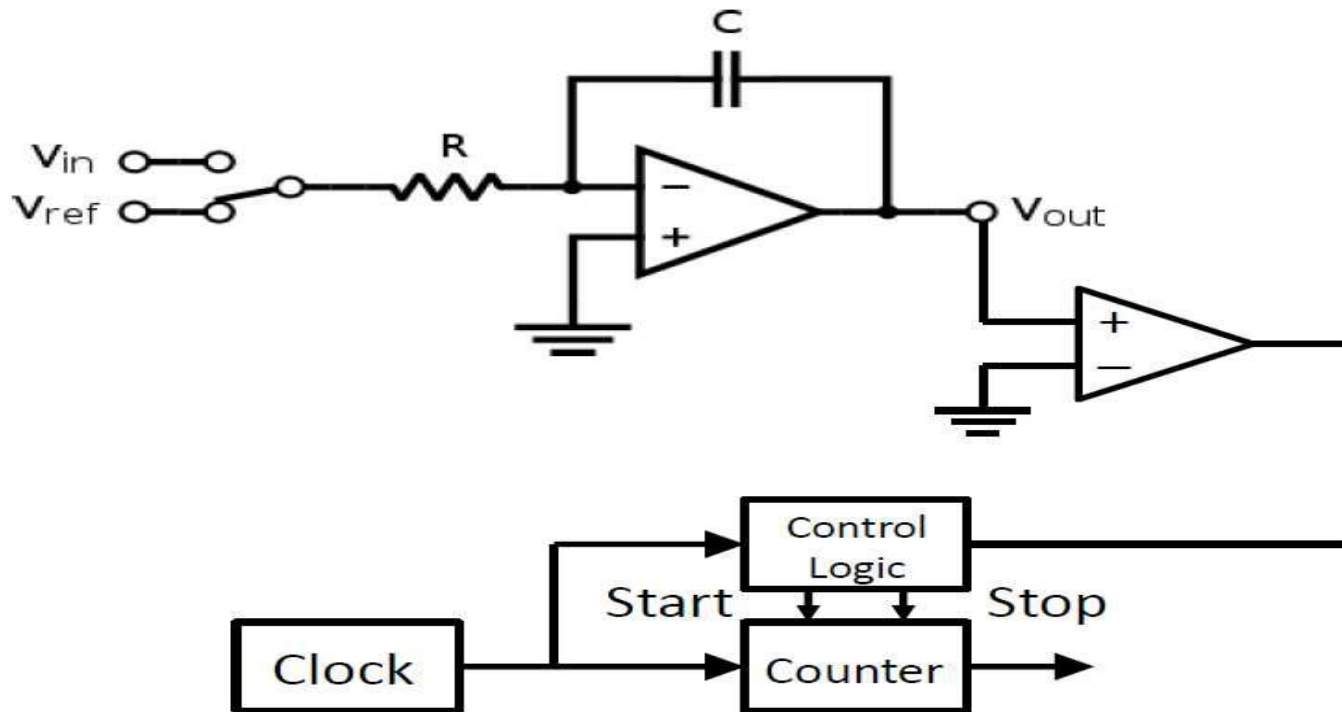 C
R
Vin
Vref
−
+
Vout
+
−
Control
Logic
Start
Stop
Clock
Counter